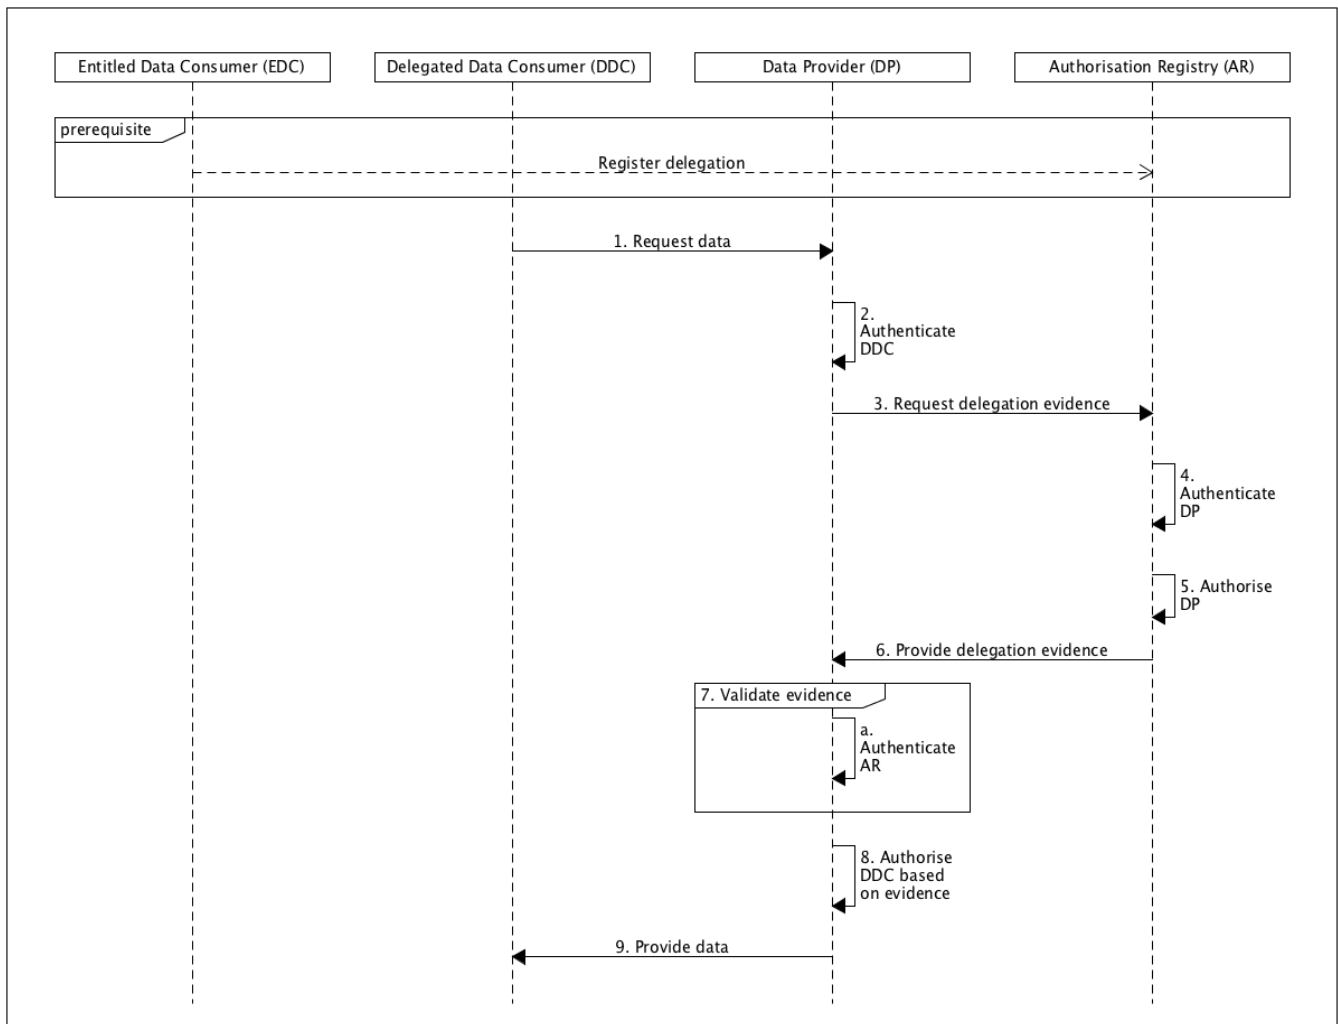 Entitled Data Consumer (EDC)
Delegated Data Consumer (DDC)
Data Provider (DP)
Authorisation Registry (AR)
prerequisite
Register delegation
1. Request data
2.
Authenticate
DDC
3. Request delegation evidence
4.
Authenticate
DP
5. Authorise
DP
6. Provide delegation evidence
7. Validate evidence
a.
Authenticate
AR
8. Authorise
DDC based
on evidence
9. Provide data